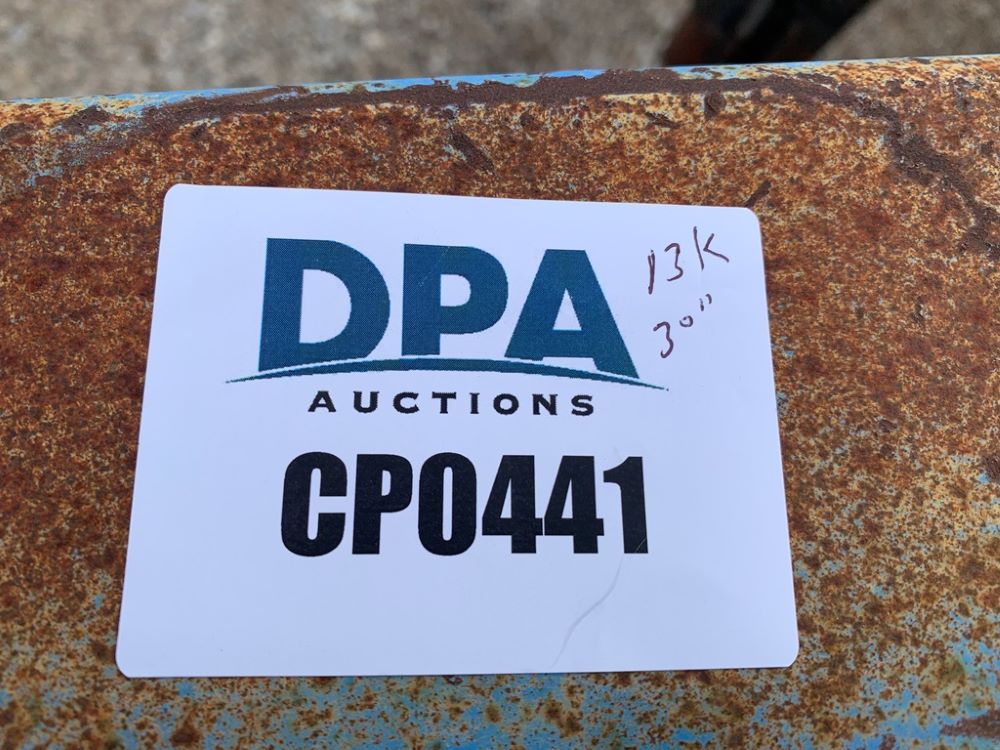 DPA
AUCTIONS
13K
30"
CP0441